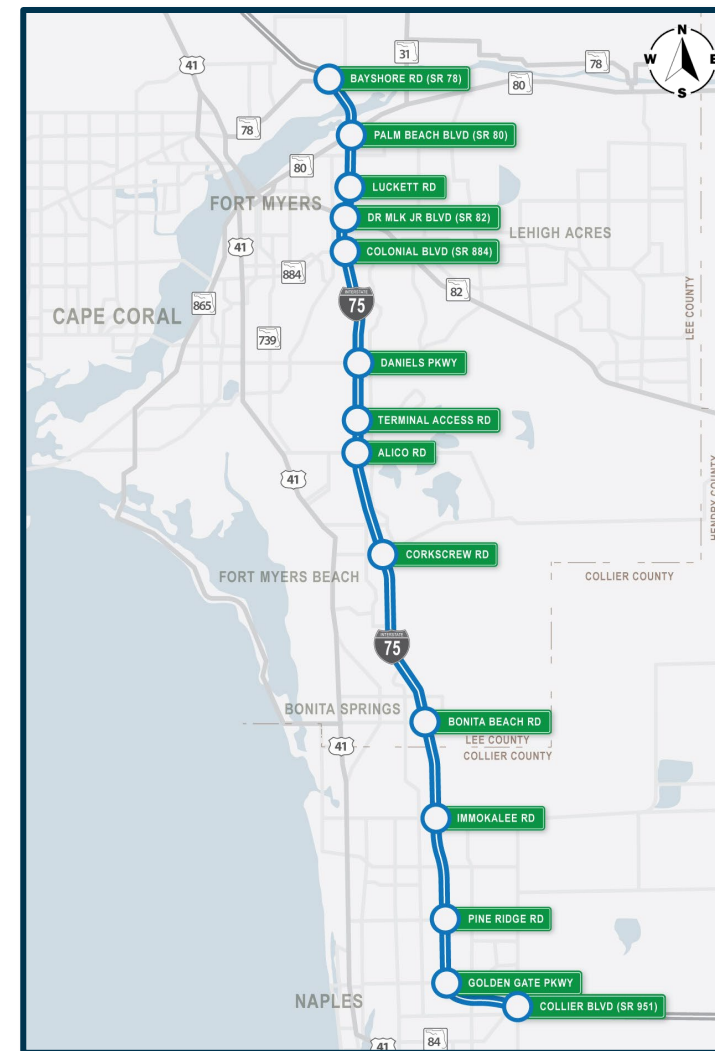 N
W
E
S
31
78
41
BAYSHORE RD (SR 78)
80
78
PALM BEACH BLVD (SR 80)
80
LUCKETT RD
FORT MYERS
DR MLK JR BLVD (SR 82)
LEHIGH ACRES
41
COLONIAL BLVD (SR 884)
884
82
INTERSTATE
75
865
LEE COUNTY
CAPE CORAL
739
DANIELS PKWY
TERMINAL ACCESS RD
ALICO RD
41
HENDRY COUNTY
CORKSCREW RD
FORT MYERS BEACH
COLLIER COUNTY
INTERSTATE
75
BONITA SPRINGS
BONITA BEACH RD
LEE COUNTY
41
COLLIER COUNTY
IMMOKALEE RD
PINE RIDGE RD
GOLDEN GATE PKWY
NAPLES
COLLIER BLVD (SR 951)
84
41